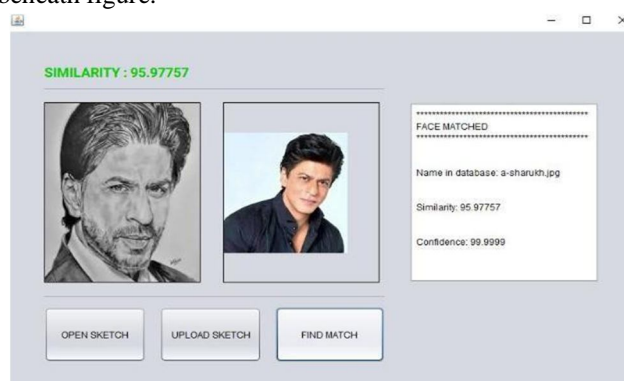 beneath figure.
SIMILARITY : 95.97757
********************************************
FACE MATCHED
********************************************
Name in database: a-sharukh.jpg
Similarity: 95.97757
Confidence: 99.9999
OPEN SKETCH
UPLOAD SKETCH
FIND MATCH